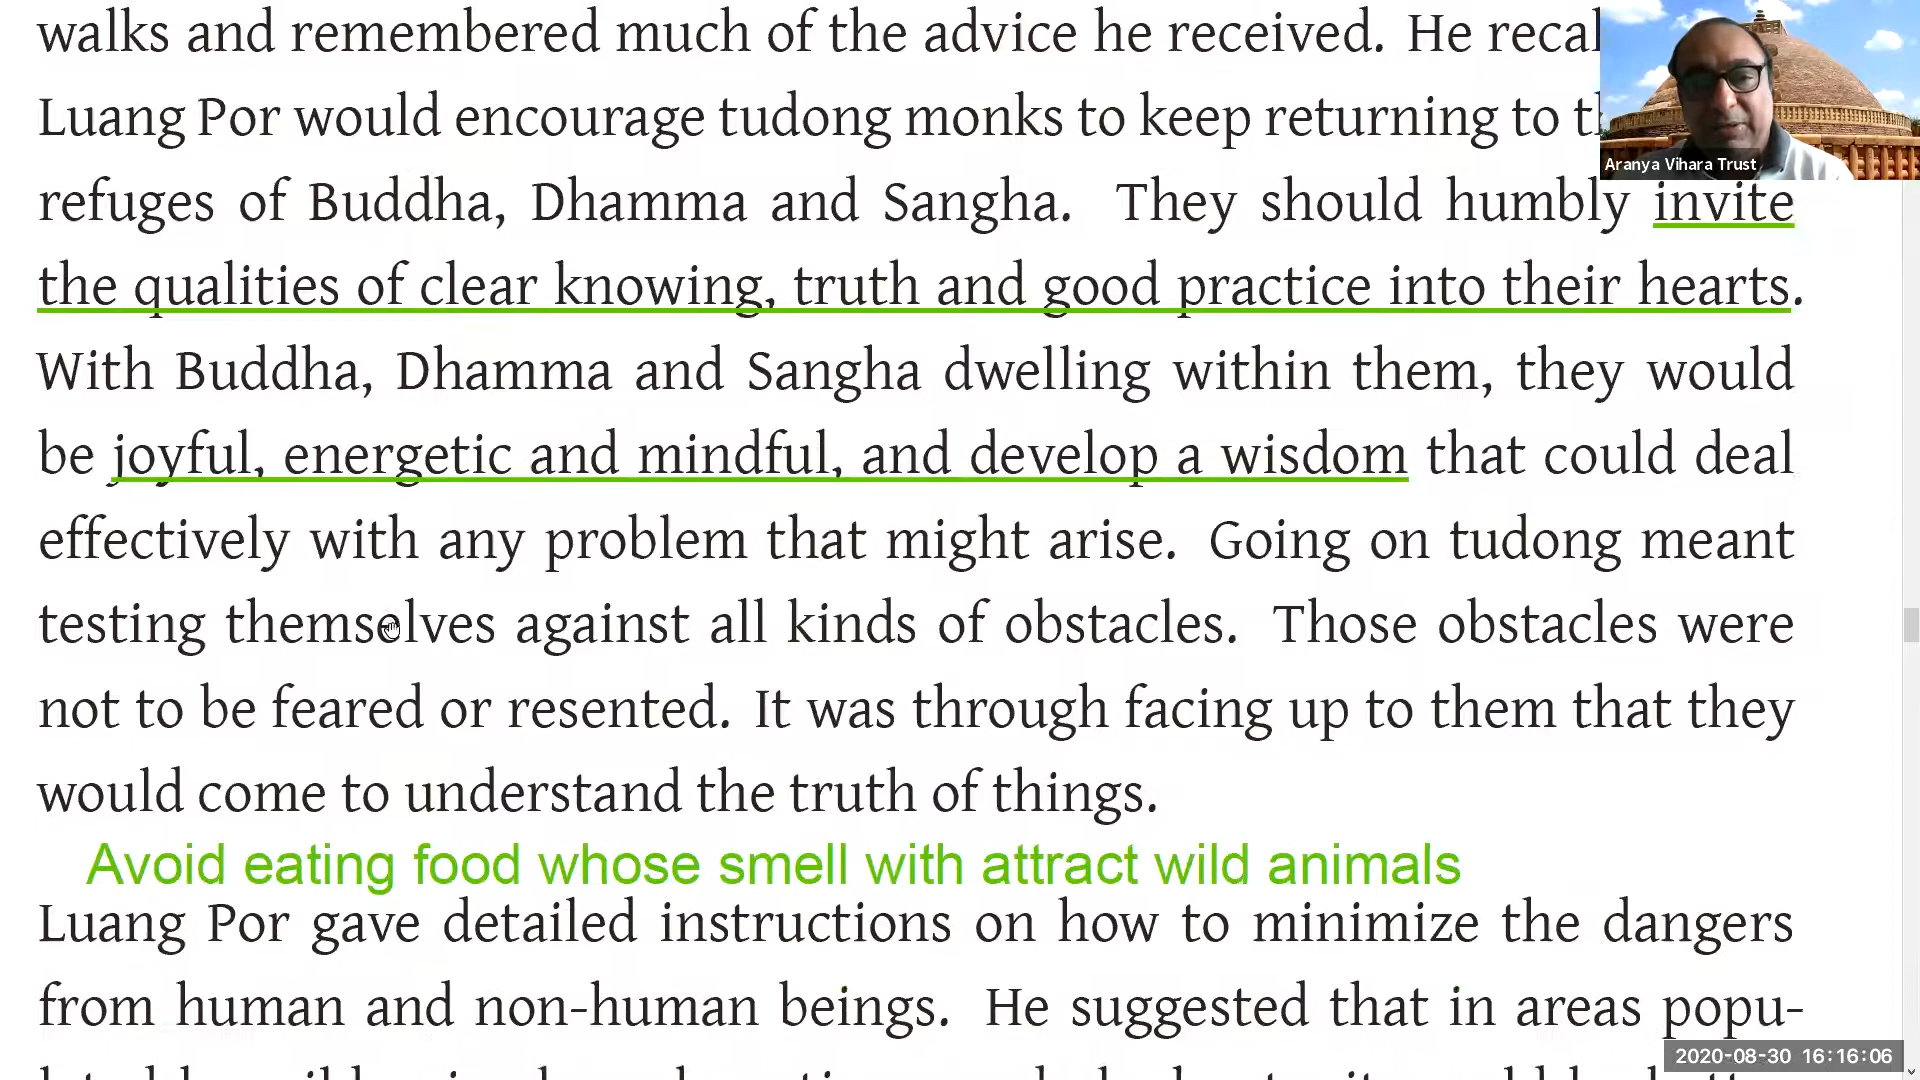 walks and remembered much of the advice he received. He
Luang Por would encourage tudong monks to keep returning to
Aranya Vihara Trust
refuges of Buddha, Dhamma and Sangha. They should humbly invite
the qualities of clear knowing, truth and good practice into their hearts.
With Buddha, Dhamma and Sangha dwelling within them, they would
be joyful, energetic and mindful, and develop a wisdom that could deal
effectively with any problem that might arise. Going on tudong meant
testing themselves against all kinds of obstacles. Those obstacles were
not to be feared or resented. It was through facing up to them that they
would come to understand the truth of things.
Avoid eating food whose smell with attract wild animals
Luang Por gave detailed instructions on how to minimize the dangers
from human and non-human beings. He suggested that in areas popu-
2020-08-30 16:16:06